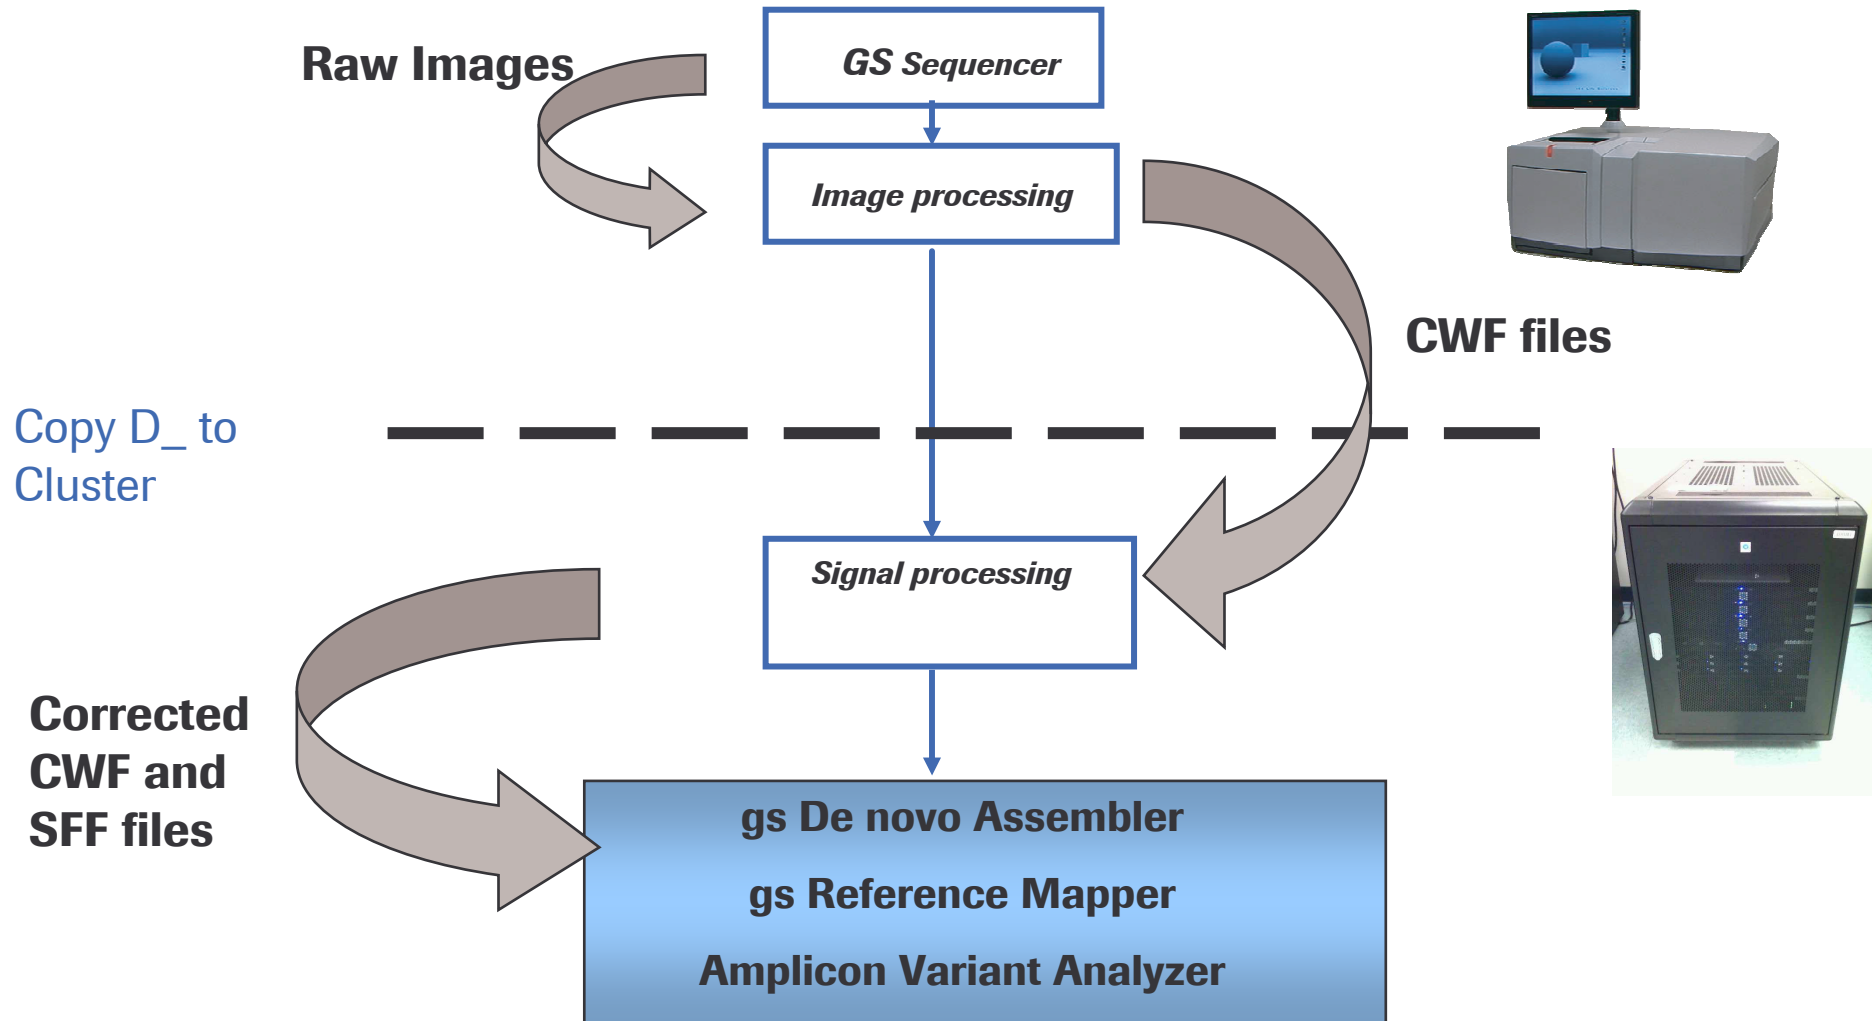 Raw Images
GS Sequencer
Image processing
CWF files
Copy D_ to
Cluster
Signal processing
Corrected
CWF and
SFF files
gs De novo Assembler
gs Reference Mapper
Amplicon Variant Analyzer